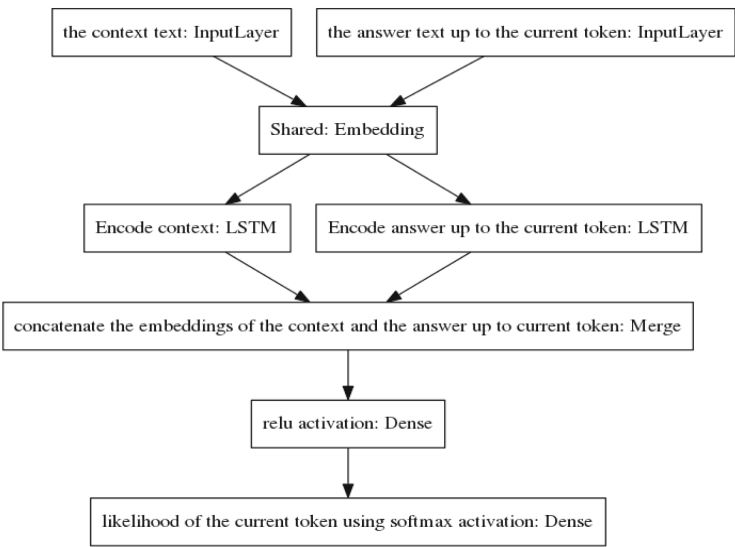 the context text: InputLayer
the answer text up to the current token: InputLayer
Shared: Embedding
Encode context: LSTM
Encode answer up to the current token: LSTM
concatenate the embeddings of the context and the answer up to current token: Merge
relu activation: Dense
likelihood of the current token using softmax activation: Dense